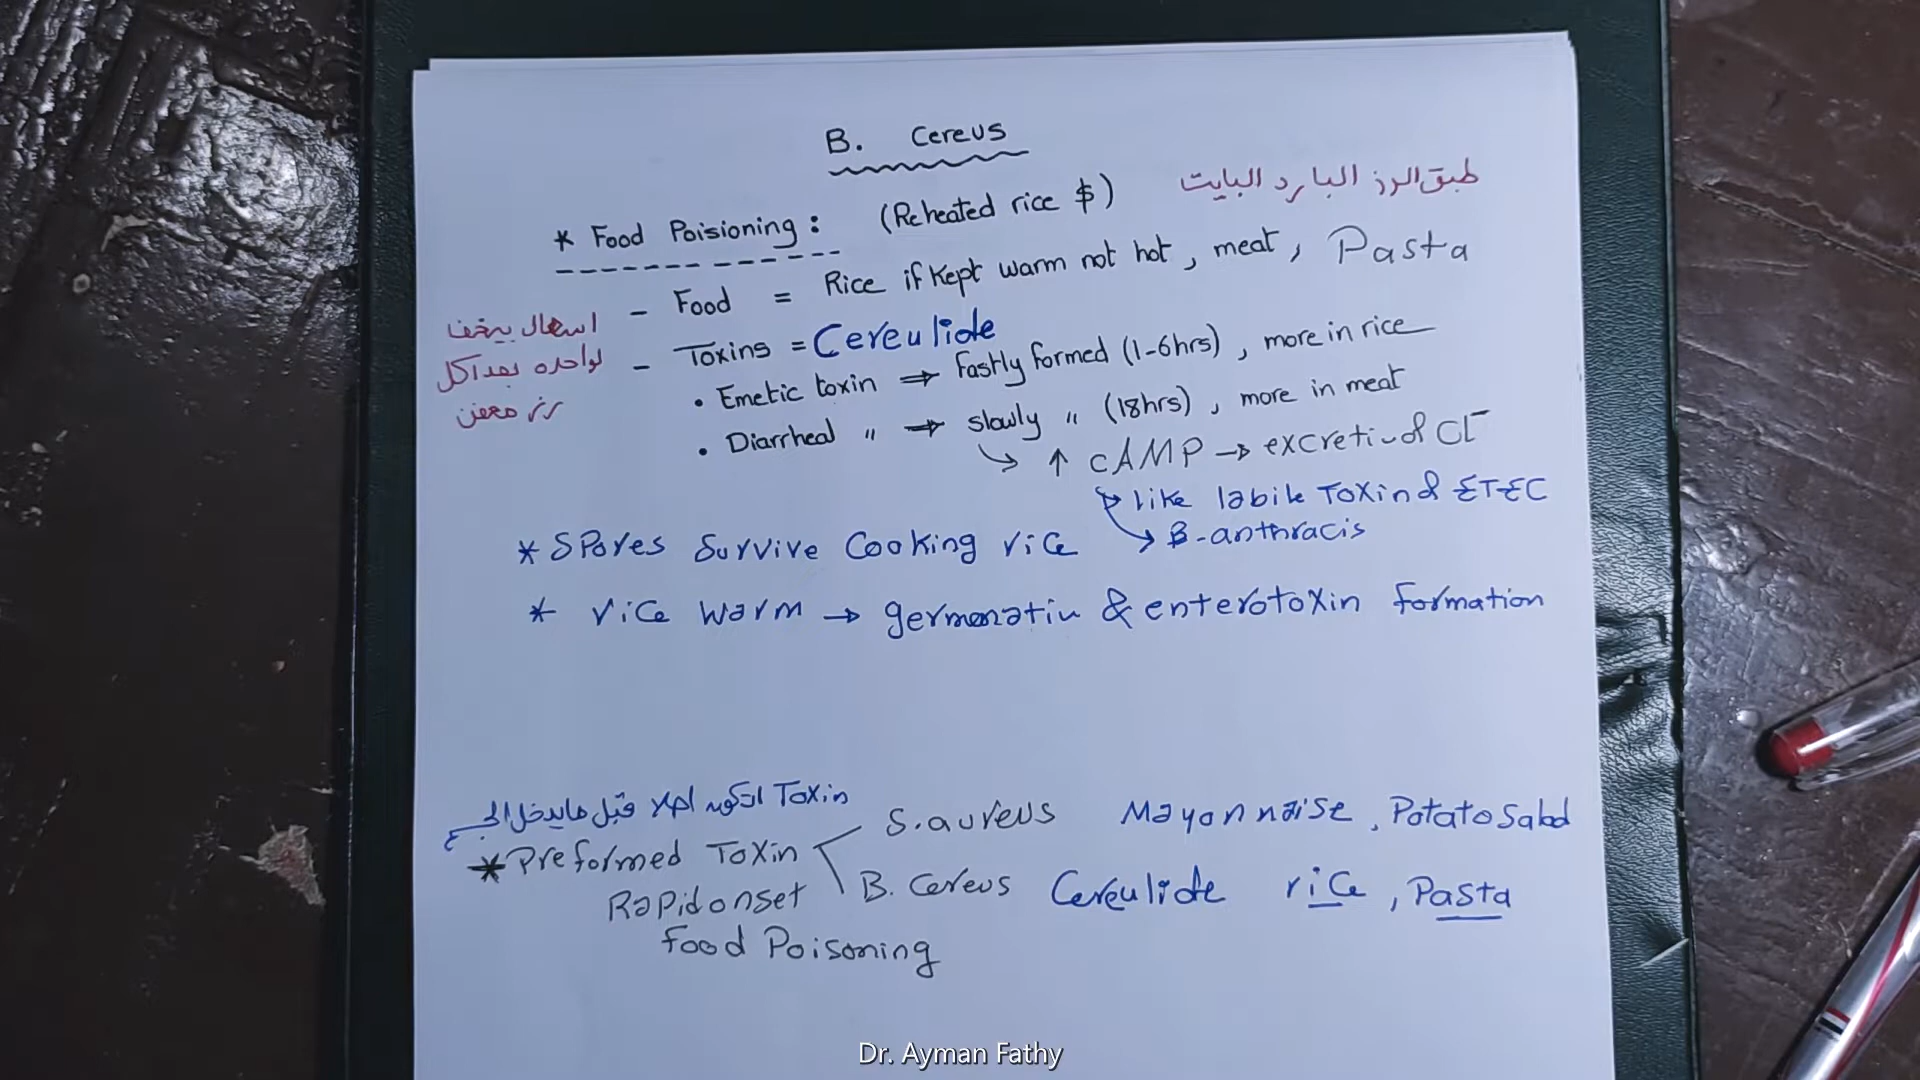 B. Cereus
طبق الرز البارد البايت
* Food Poisioning : (Reheated rice $)
- Food = Rice if kept warm not hot , meat , Pasta
اسهال بيخف
لواحده بعد اكل
رز معفن
- Toxins = Cereulide
• Emetic toxin ⇒ Fastly formed (1-6hrs) , more in rice
• Diarrheal " ⇒ slowly " (18hrs) , more in meat
↑ cAMP → excretion of Cl⁻
like labile Toxin of ETEC
→ B-anthracis
* Spores Survive Cooking rice
* rice warm → germenation & enterotoxin formation
Toxin اتكونه اصلا قبل مايدخل الجسم
* Preformed Toxin
Rapid onset
food Poisoning
S. aureus Mayonnaise , Potato Salad
B. Cereus Cereulide rice , Pasta
Dr. Ayman Fathy